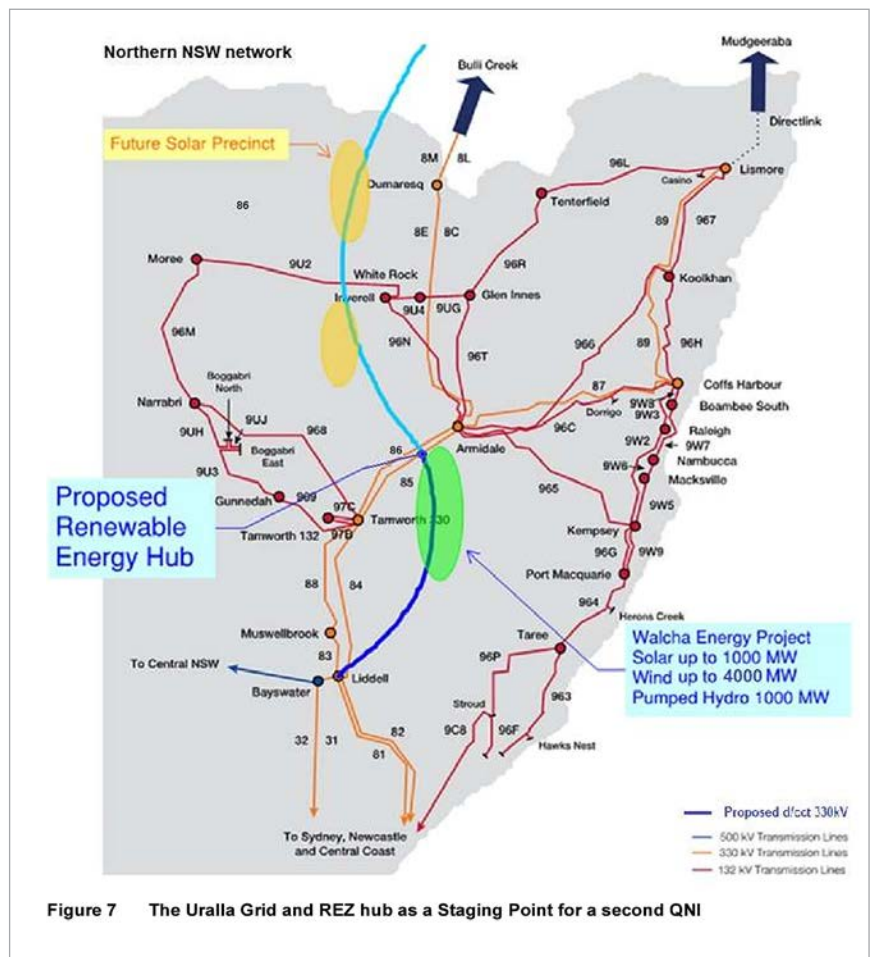 Northern NSW network
Mudgeeraba
Bulli Creek
Directlink
Future Solar Precinct
8M
8L
96L
Casino
Lismore
Dumaresq
Tenterfield
86
8E
8C
89
967
Moree
9U2
White Rock
96R
Koolkhan
Inverell
9U4
9UG
Glen Innes
96M
96N
96T
966
89
96H
Boggabri
North
87
Coffs Harbour
Narrabri
9UJ
Dorrigo
9W8
9W3
Boambee South
9UH
968
96C
Boggabri
East
86
Armidale
9W2
Raleigh
9W7
Nambucca
9U3
85
9W6
Macksville
Proposed
Renewable
Energy Hub
Gunnedah
969
97C
965
9W5
Tamworth 330
Tamworth 132
97B
Kempsey
96G
9W9
88
84
Port Macquarie
964
Herons Creek
Muswellbrook
Taree
Walcha Energy Project
Solar up to 1000 MW
Wind up to 4000 MW
Pumped Hydro 1000 MW
To Central NSW
83
96P
Liddell
Bayswater
Stroud
963
32
31
82
81
9C8
96F
Hawks Nest
To Sydney, Newcastle
and Central Coast
Proposed d/cct 330kV
500 kV Transmission Lines
330 kV Transmission Lines
132 kV Transmission Lines
Figure 7 The Uralla Grid and REZ hub as a Staging Point for a second QNI